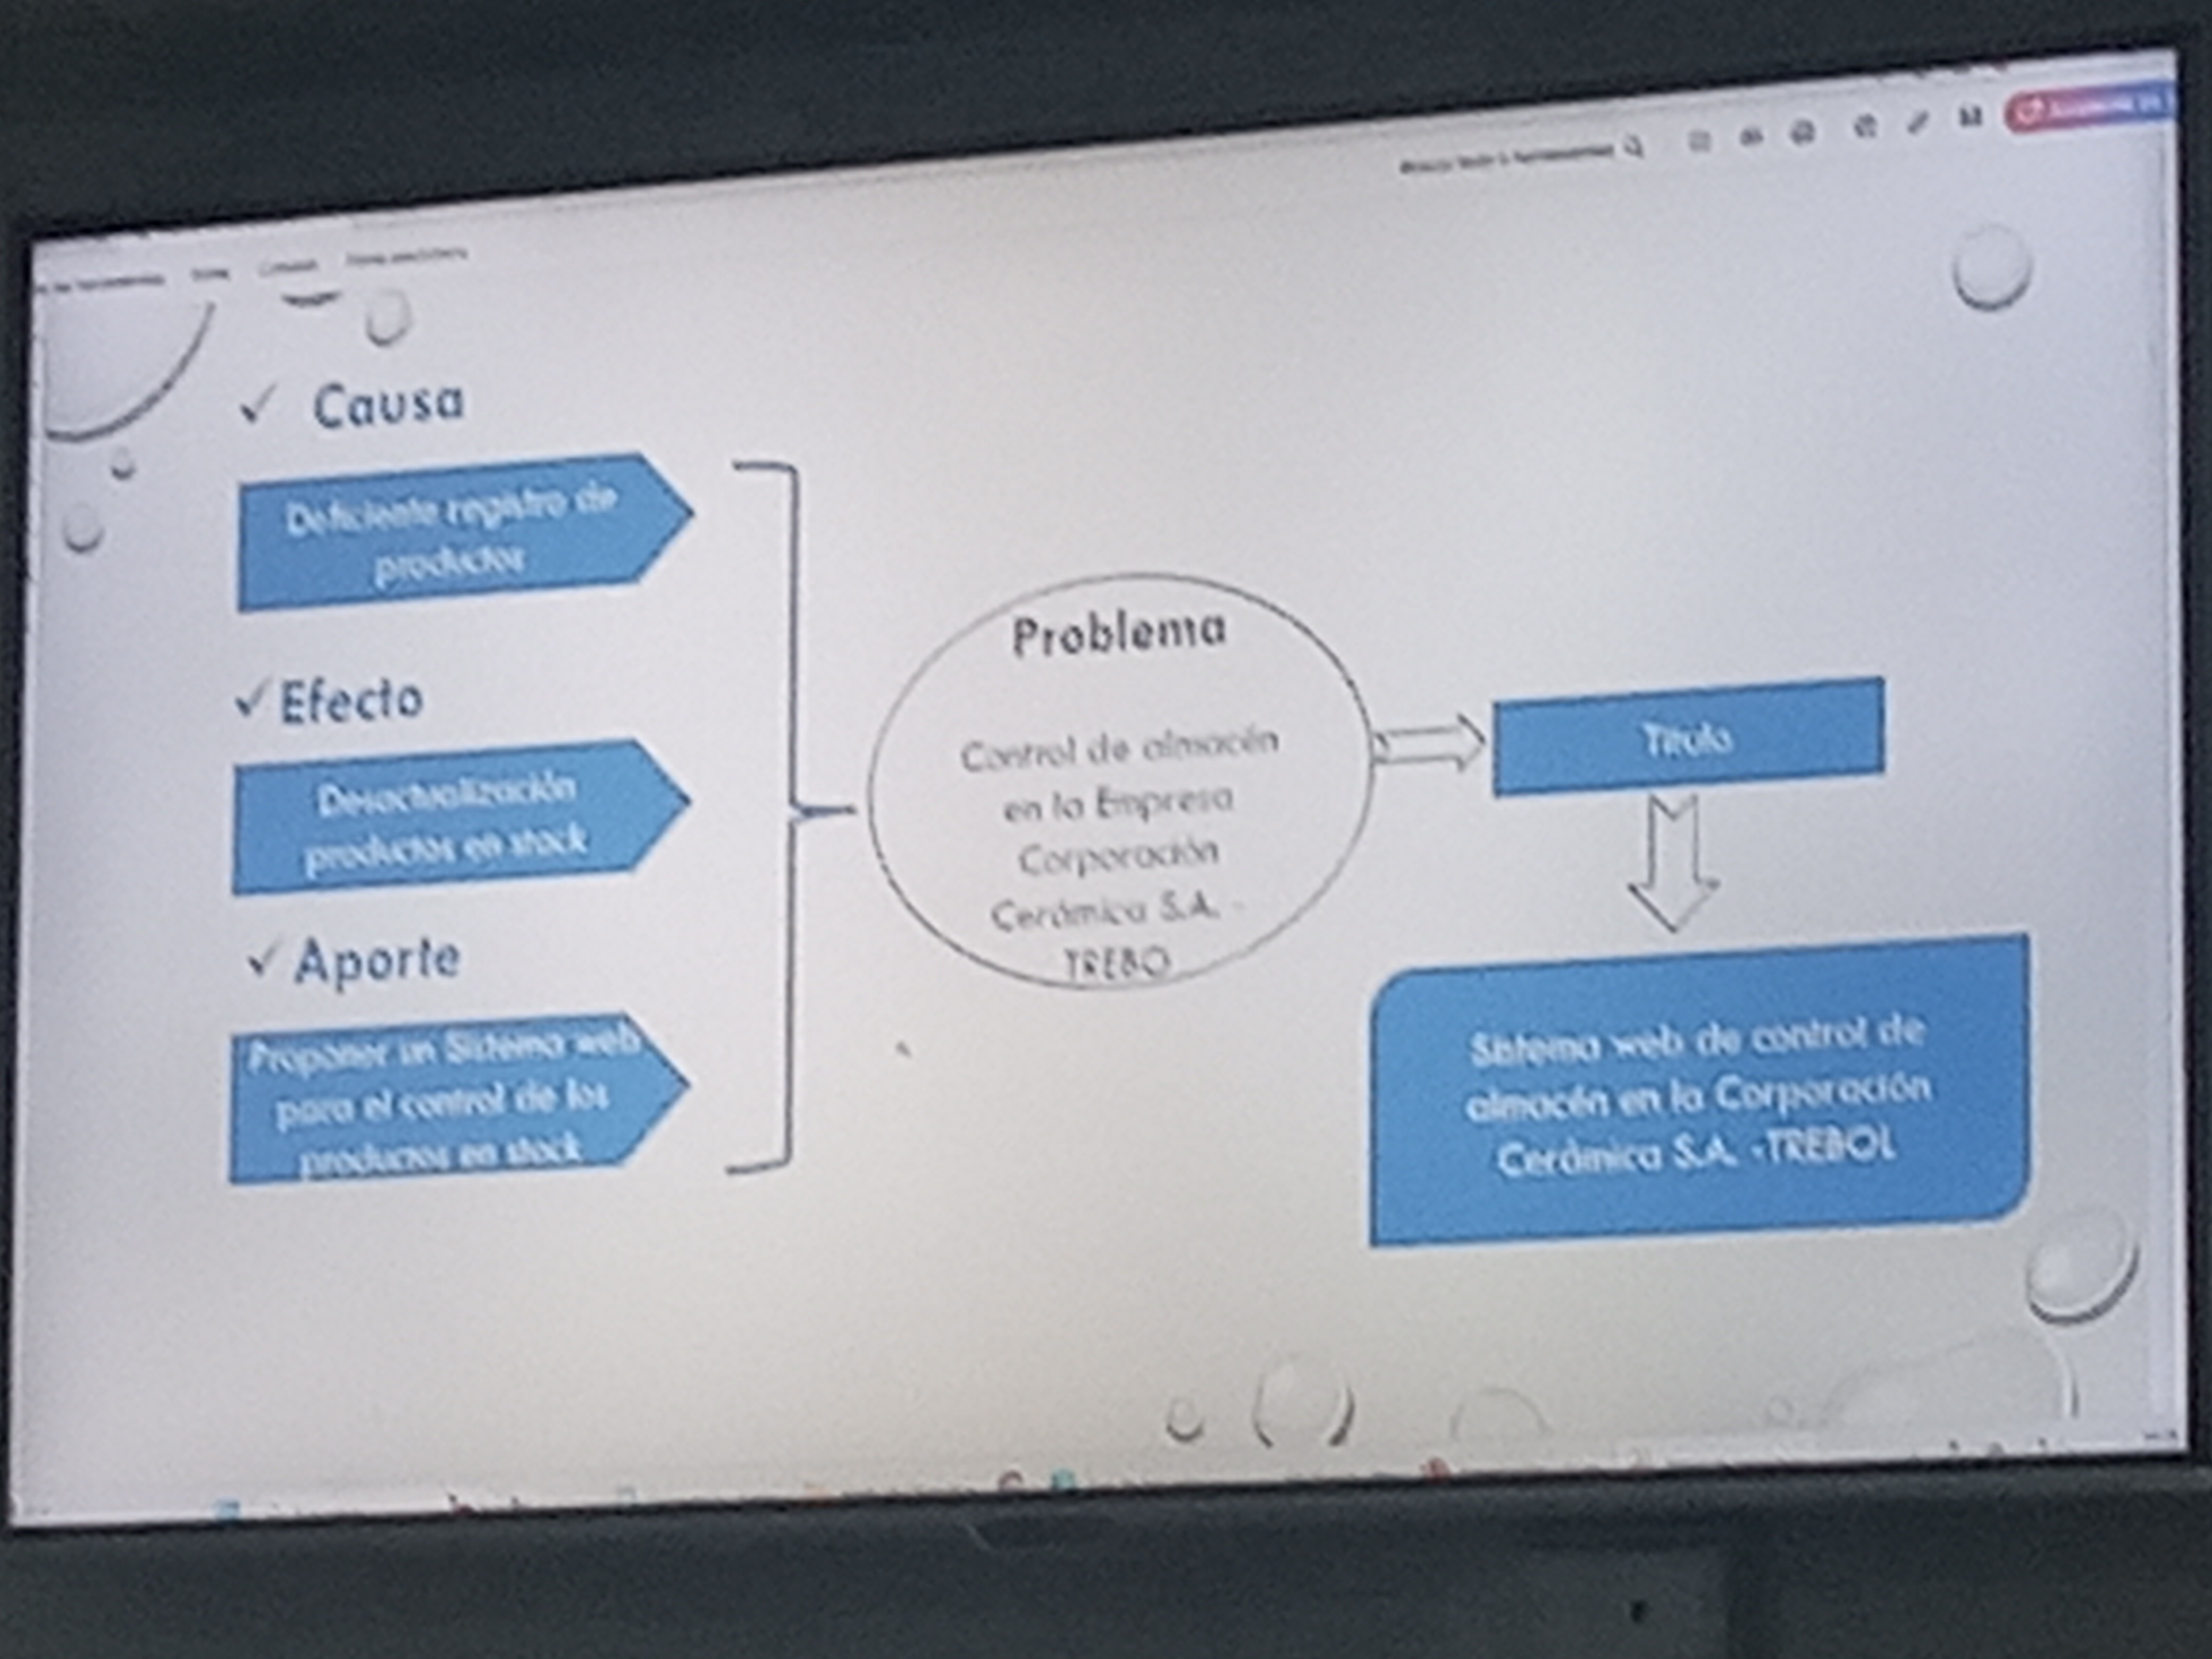 ✓ Causa
Deficiente registro de
productos
✓ Efecto
Desactualización
productos en stock
✓ Aporte
Proponer un Sistema web
para el control de los
productos en stock
Problema
Control de almacén
en la Empresa
Corporación
Cerámica S.A. -
TREBO
Titulo
Sistema web de control de
almacén en la Corporación
Cerámica S.A. -TREBOL